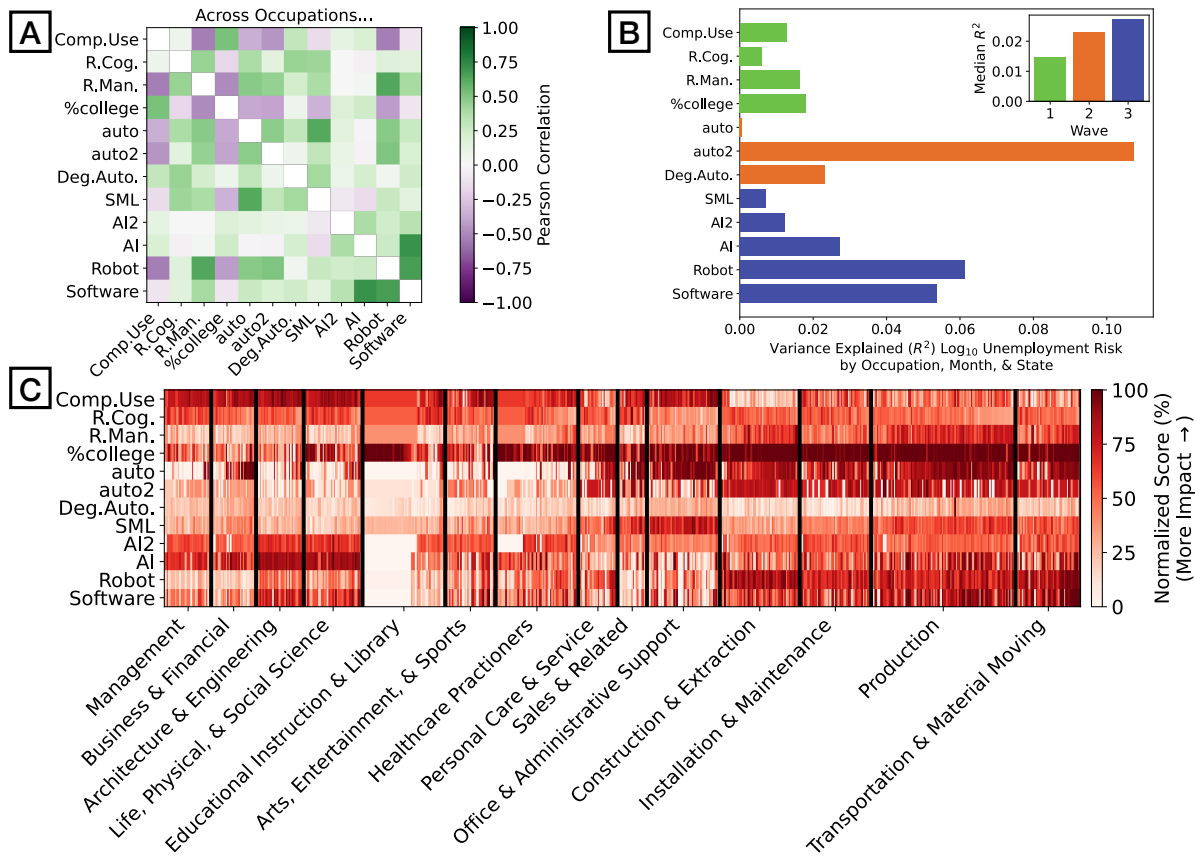 A
Across Occupations...
Comp.Use
R.Cog.
R.Man.
%college
auto
auto2
Deg.Auto.
SML
AI2
AI
Robot
Software
Comp.Use
R.Cog.
R.Man.
%college
auto
auto2
Deg.Auto.
SML
AI2
AI
Robot
Software
1.00
0.75
0.50
0.25
0.00
−0.25
−0.50
−0.75
−1.00
Pearson Correlation
B
Comp.Use
R.Cog.
R.Man.
%college
auto
auto2
Deg.Auto.
SML
AI2
AI
Robot
Software
0.00
0.02
0.04
0.06
0.08
0.10
Variance Explained (R²) Log₁₀ Unemployment Risk
by Occupation, Month, & State
Median R²
0.02
0.01
0.00
1
2
3
Wave
C
Comp.Use
R.Cog.
R.Man.
%college
auto
auto2
Deg.Auto.
SML
AI2
AI
Robot
Software
Management
Business & Financial
Architecture & Engineering
Life, Physical, & Social Science
Educational Instruction & Library
Arts, Entertainment, & Sports
Healthcare Practitioners
Personal Care & Service
Sales & Related
Office & Administrative Support
Construction & Extraction
Installation & Maintenance
Production
Transportation & Material Moving
100
75
50
25
0
Normalized Score (%)
(More Impact →)